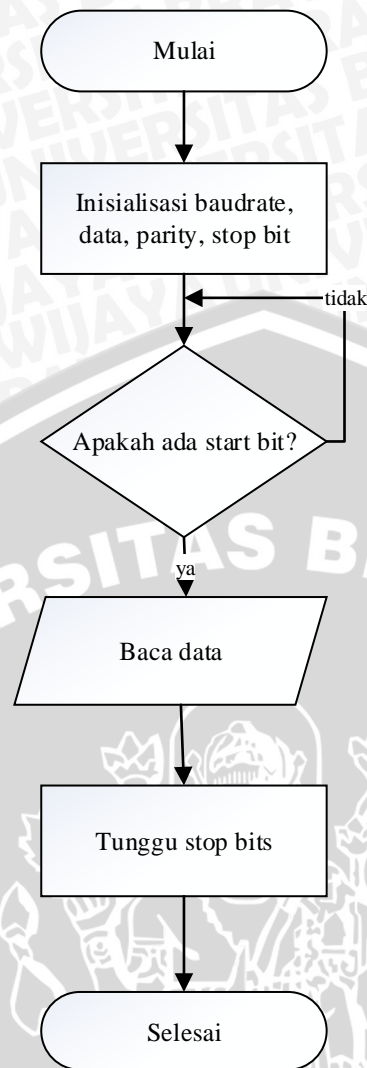 Mulai
Inisialisasi baudrate,
data, parity, stop bit
tidak
Apakah ada start bit?
ya
Baca data
Tunggu stop bits
Selesai